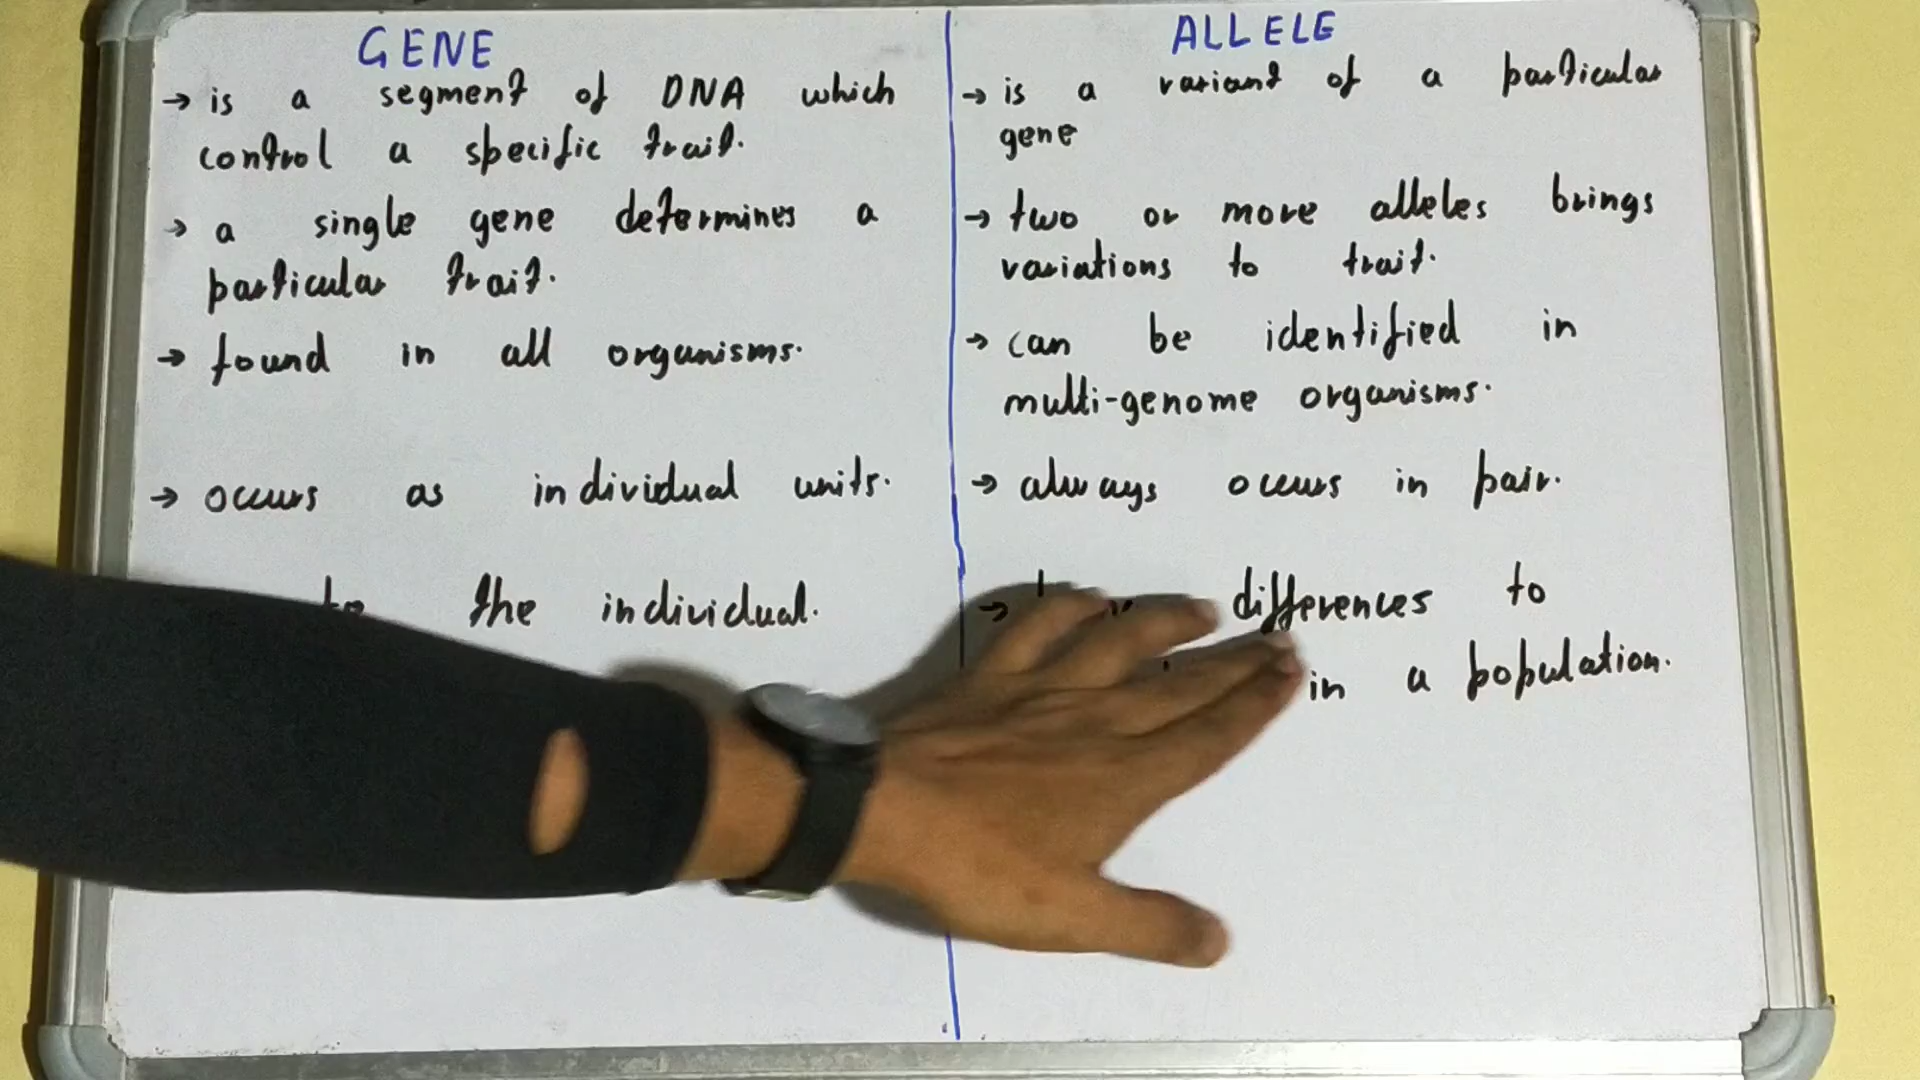 GENE
→ is a segment of DNA which
control a specific trait.
→ a single gene determines a
particular trait.
→ found in all organisms.
→ occurs as individual units.
to the individual.
ALLELE
→ is a variant of a particular
gene
→ two or more alleles brings
variations to trait.
→ can be identified in
multi-genome organisms.
→ always occurs in pair.
→ differences to
in a population.